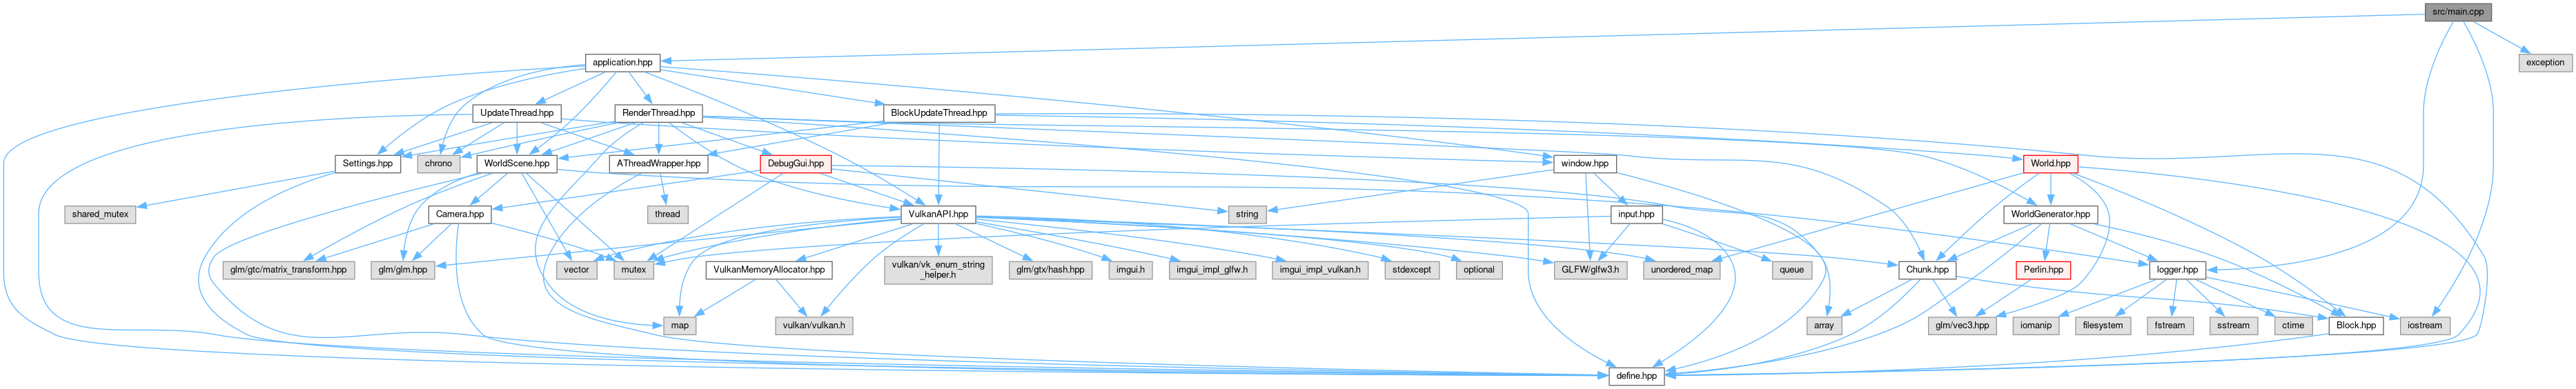 src/main.cpp
application.hpp
exception
UpdateThread.hpp
RenderThread.hpp
BlockUpdateThread.hpp
Settings.hpp
chrono
WorldScene.hpp
AThreadWrapper.hpp
DebugGui.hpp
window.hpp
World.hpp
shared_mutex
Camera.hpp
thread
VulkanAPI.hpp
string
input.hpp
WorldGenerator.hpp
glm/gtc/matrix_transform.hpp
glm/glm.hpp
vector
mutex
VulkanMemoryAllocator.hpp
vulkan/vk_enum_string
_helper.h
glm/gtx/hash.hpp
imgui.h
imgui_impl_glfw.h
imgui_impl_vulkan.h
stdexcept
optional
GLFW/glfw3.h
unordered_map
queue
Chunk.hpp
Perlin.hpp
logger.hpp
map
vulkan/vulkan.h
array
glm/vec3.hpp
iomanip
filesystem
fstream
sstream
ctime
Block.hpp
iostream
define.hpp